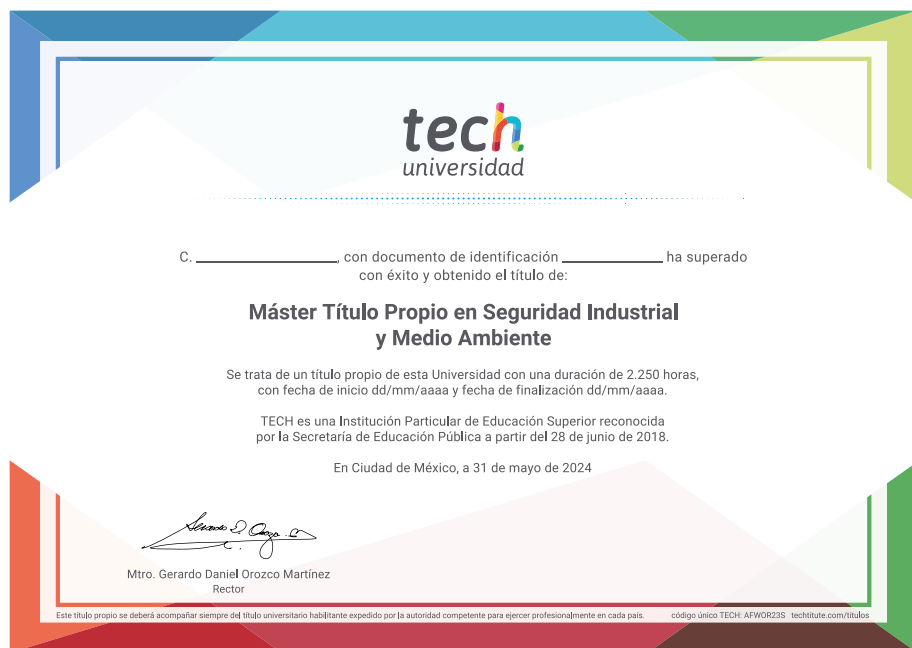 tech
universidad
C. ____________________, con documento de identificación ______________ ha superado
con éxito y obtenido el título de:
Máster Título Propio en Seguridad Industrial
y Medio Ambiente
Se trata de un título propio de esta Universidad con una duración de 2.250 horas,
con fecha de inicio dd/mm/aaaa y fecha de finalización dd/mm/aaaa.
TECH es una Institución Particular de Educación Superior reconocida
por la Secretaría de Educación Pública a partir del 28 de junio de 2018.
En Ciudad de México, a 31 de mayo de 2024
Mtro. Gerardo Daniel Orozco Martínez
Rector
Este título propio se deberá acompañar siempre del título universitario habilitante expedido por la autoridad competente para ejercer profesionalmente en cada país. código único TECH: AFWOR23S techtitute.com/titulos